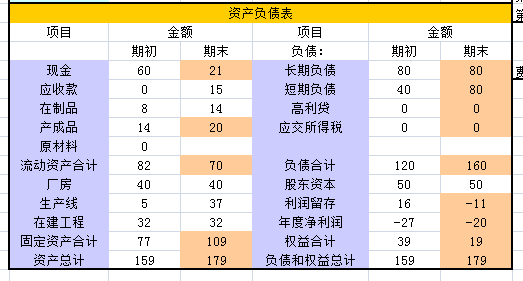 资产负债表
项目 金额 项目 金额
期初 期末 负债： 期初 期末
现金 60 21 长期负债 80 80
应收款 0 15 短期负债 40 80
在制品 8 14 高利贷 0 0
产成品 14 20 应交所得税 0 0
原材料 0
流动资产合计 82 70 负债合计 120 160
厂房 40 40 股东资本 50 50
生产线 5 37 利润留存 16 -11
在建工程 32 32 年度净利润 -27 -20
固定资产合计 77 109 权益合计 39 19
资产总计 159 179 负债和权益总计 159 179